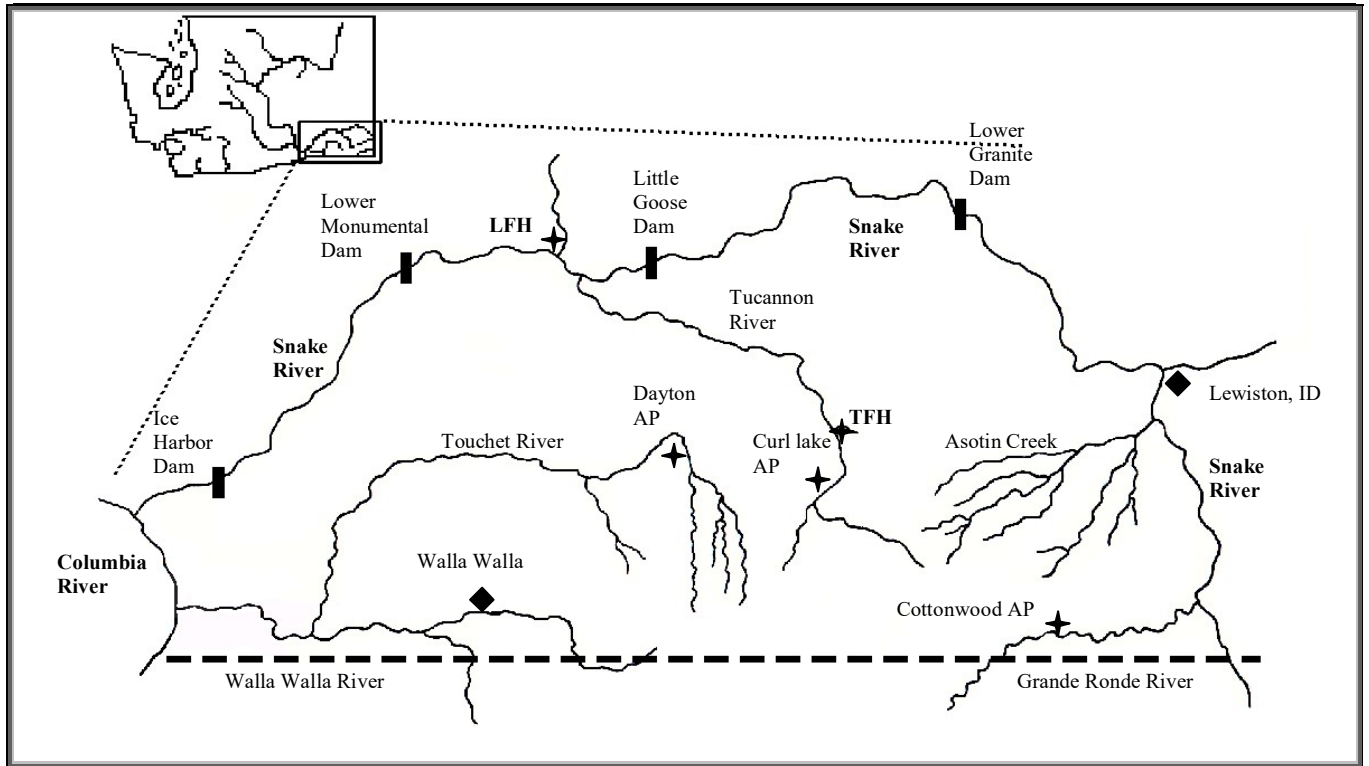 Lower
Granite
Dam
Little
Goose
Dam
Lower
Monumental
Dam
LFH
Snake
River
Tucannon
River
Snake
River
Dayton
AP
Lewiston, ID
Ice
Harbor
Dam
TFH
Touchet River
Curl lake
AP
Asotin Creek
Snake
River
Columbia
River
Walla Walla
Cottonwood AP
Walla Walla River
Grande Ronde River